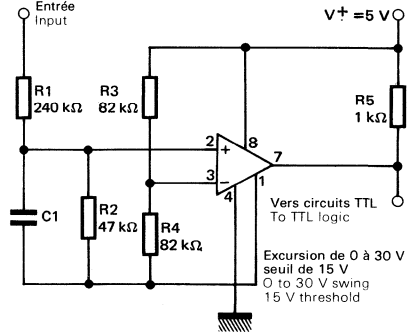 Entrée
Input
V+ =5 V
R1
240 kΩ
R3
82 kΩ
R5
1 kΩ
2
+
8
7
3
−
4
1
C1
R2
47 kΩ
R4
82 kΩ
Vers circuits TTL
To TTL logic
Excursion de 0 à 30 V
seuil de 15 V
O to 30 V swing
15 V threshold